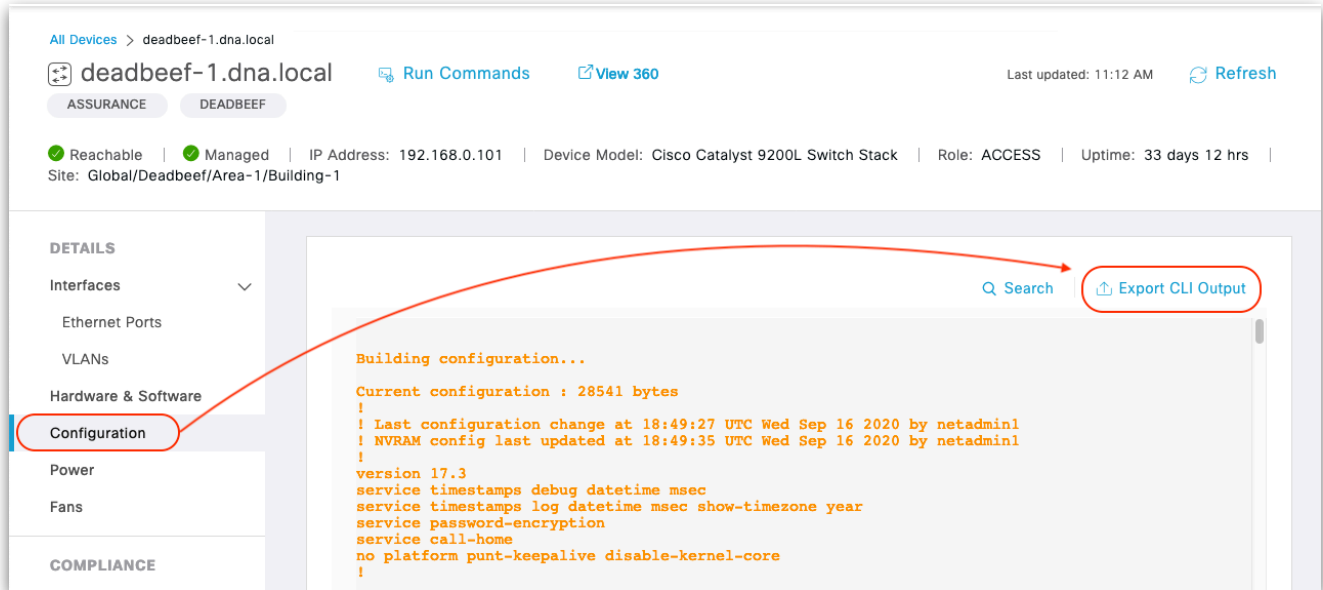 All Devices > deadbeef-1.dna.local
deadbeef-1.dna.local Run Commands View 360 Last updated: 11:12 AM Refresh
ASSURANCE DEADBEEF
Reachable | Managed | IP Address: 192.168.0.101 | Device Model: Cisco Catalyst 9200L Switch Stack | Role: ACCESS | Uptime: 33 days 12 hrs |
Site: Global/Deadbeef/Area-1/Building-1
DETAILS
Interfaces
Ethernet Ports
VLANs
Hardware & Software
Configuration
Power
Fans
COMPLIANCE
Search Export CLI Output
Building configuration...
Current configuration : 28541 bytes
!
! Last configuration change at 18:49:27 UTC Wed Sep 16 2020 by netadmin1
! NVRAM config last updated at 18:49:35 UTC Wed Sep 16 2020 by netadmin1
!
version 17.3
service timestamps debug datetime msec
service timestamps log datetime msec show-timezone year
service password-encryption
service call-home
no platform punt-keepalive disable-kernel-core
!